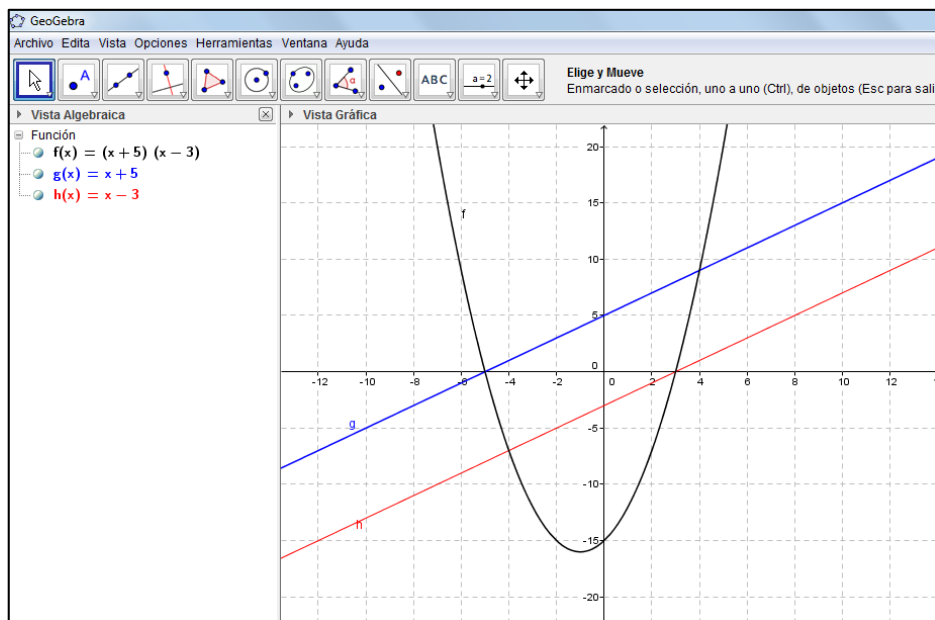 GeoGebra
Archivo Edita Vista Opciones Herramientas Ventana Ayuda
A
α
ABC
a=2
Elige y Mueve
Enmarcado o selección, uno a uno (Ctrl), de objetos (Esc para sali
Vista Algebraica
Vista Gráfica
Función
f(x) = (x + 5) (x − 3)
g(x) = x + 5
h(x) = x − 3
20
15
10
5
0
-12 -10 -8 -6 -4 -2 0 2 4 6 8 10 12 14
-5
-10
-15
-20
f
g
h